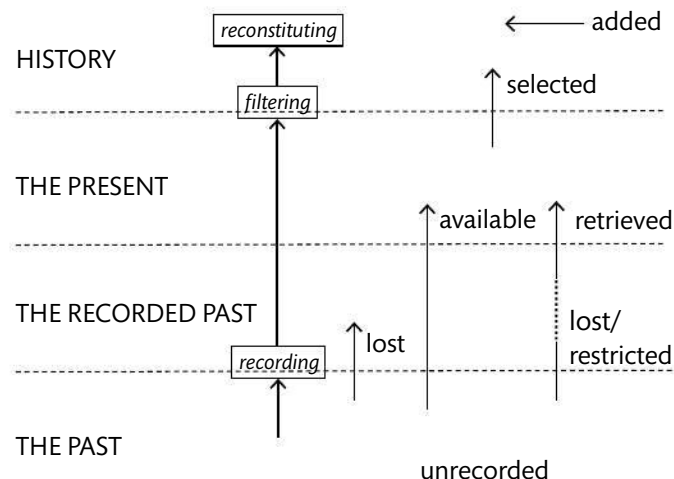 reconstituting
added
HISTORY
selected
filtering
THE PRESENT
available
retrieved
THE RECORDED PAST
lost/
lost
restricted
recording
THE PAST
unrecorded